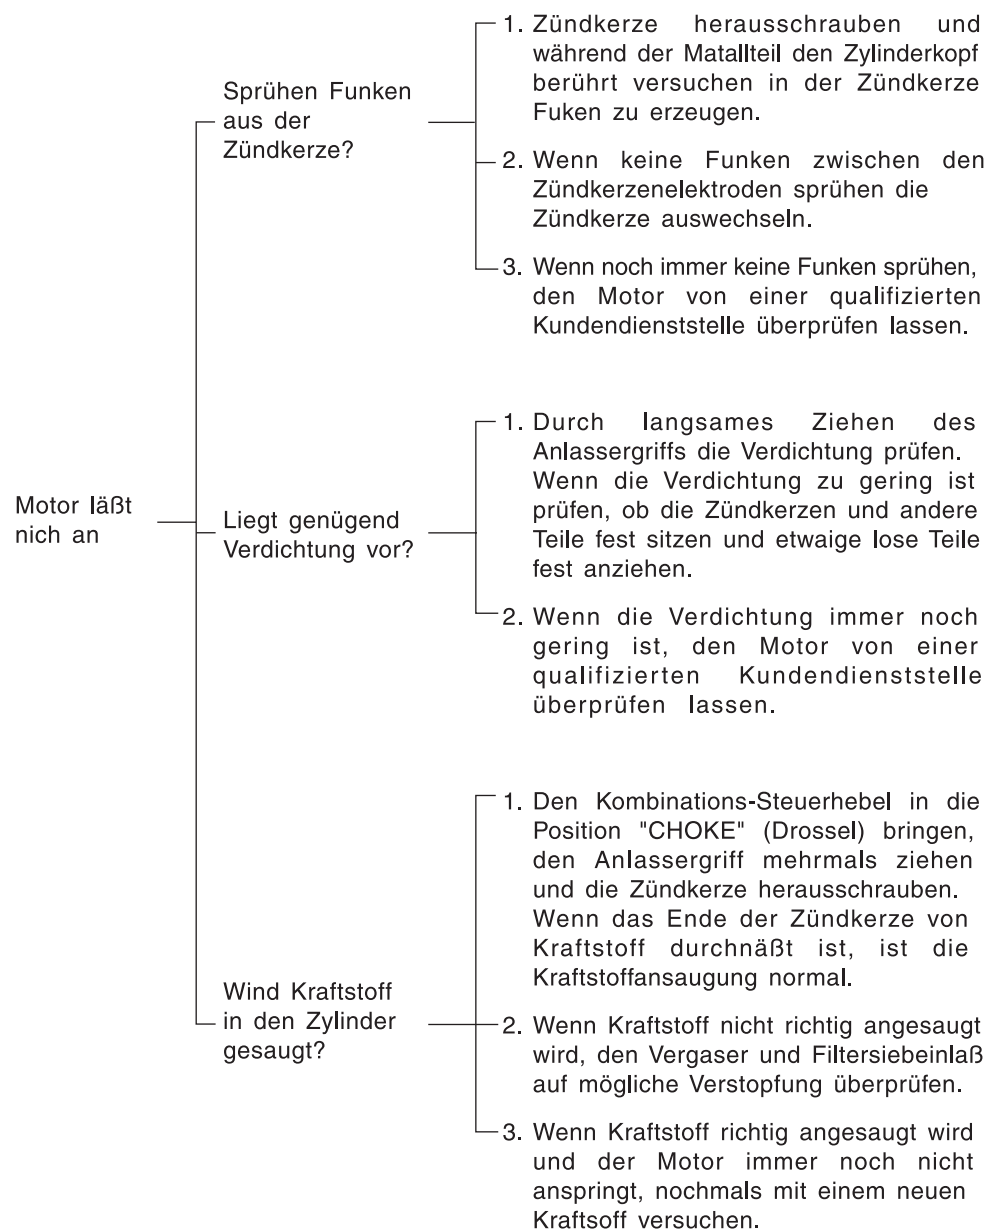 Motor läßt
nich an
Sprühen Funken
aus der
Zündkerze?
1. Zündkerze herausschrauben und
während der Matallteil den Zylinderkopf
berührt versuchen in der Zündkerze
Fuken zu erzeugen.
2. Wenn keine Funken zwischen den
Zündkerzenelektroden sprühen die
Zündkerze auswechseln.
3. Wenn noch immer keine Funken sprühen,
den Motor von einer qualifizierten
Kundendienststelle überprüfen lassen.
Liegt genügend
Verdichtung vor?
1. Durch langsames Ziehen des
Anlassergriffs die Verdichtung prüfen.
Wenn die Verdichtung zu gering ist
prüfen, ob die Zündkerzen und andere
Teile fest sitzen und etwaige lose Teile
fest anziehen.
2. Wenn die Verdichtung immer noch
gering ist, den Motor von einer
qualifizierten Kundendienststelle
überprüfen lassen.
Wind Kraftstoff
in den Zylinder
gesaugt?
1. Den Kombinations-Steuerhebel in die
Position "CHOKE" (Drossel) bringen,
den Anlassergriff mehrmals ziehen
und die Zündkerze herausschrauben.
Wenn das Ende der Zündkerze von
Kraftstoff durchnäßt ist, ist die
Kraftstoffansaugung normal.
2. Wenn Kraftstoff nicht richtig angesaugt
wird, den Vergaser und Filtersiebeinlaß
auf mögliche Verstopfung überprüfen.
3. Wenn Kraftstoff richtig angesaugt wird
und der Motor immer noch nicht
anspringt, nochmals mit einem neuen
Kraftsoff versuchen.